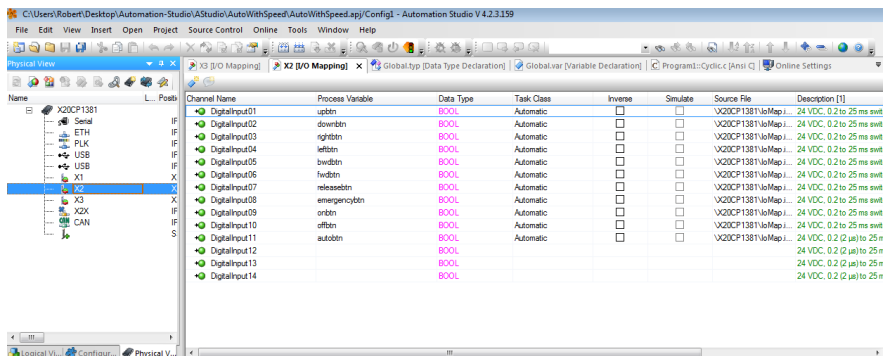 C:\Users\Robert\Desktop\Automation-Studio\AStudio\AutoWithSpeed\AutoWithSpeed.apj/Config1 - Automation Studio V 4.2.3.159
File Edit View Insert Open Project Source Control Online Tools Window Help
Physical View
X3 [I/O Mapping] X2 [I/O Mapping] Global.typ [Data Type Declaration] Global.var [Variable Declaration] Program1::Cyclic.c [Ansi C] Online Settings
Name L... Positi
X20CP1381
Serial IF
ETH IF
PLK IF
USB IF
USB IF
X1 X
X2 X
X3 X
X2X IF
CAN IF
S
Channel Name Process Variable Data Type Task Class Inverse Simulate Source File Description [1]
DigitalInput01 upbtn BOOL Automatic \X20CP1381\IoMap.i... 24 VDC, 0.2 to 25 ms swit
DigitalInput02 downbtn BOOL Automatic \X20CP1381\IoMap.i... 24 VDC, 0.2 to 25 ms swit
DigitalInput03 rightbtn BOOL Automatic \X20CP1381\IoMap.i... 24 VDC, 0.2 to 25 ms swit
DigitalInput04 leftbtn BOOL Automatic \X20CP1381\IoMap.i... 24 VDC, 0.2 to 25 ms swit
DigitalInput05 bwdbtn BOOL Automatic \X20CP1381\IoMap.i... 24 VDC, 0.2 to 25 ms swit
DigitalInput06 fwdbtn BOOL Automatic \X20CP1381\IoMap.i... 24 VDC, 0.2 to 25 ms swit
DigitalInput07 releasebtn BOOL Automatic \X20CP1381\IoMap.i... 24 VDC, 0.2 to 25 ms swit
DigitalInput08 emergencybtn BOOL Automatic \X20CP1381\IoMap.i... 24 VDC, 0.2 to 25 ms swit
DigitalInput09 onbtn BOOL Automatic \X20CP1381\IoMap.i... 24 VDC, 0.2 to 25 ms swit
DigitalInput10 offbtn BOOL Automatic \X20CP1381\IoMap.i... 24 VDC, 0.2 to 25 ms swit
DigitalInput11 autobtn BOOL Automatic \X20CP1381\IoMap.i... 24 VDC, 0.2 (2 µs) to 25 m
DigitalInput12 BOOL 24 VDC, 0.2 (2 µs) to 25 m
DigitalInput13 BOOL 24 VDC, 0.2 (2 µs) to 25 m
DigitalInput14 BOOL 24 VDC, 0.2 (2 µs) to 25 m
Logical Vi... Configur... Physical V...